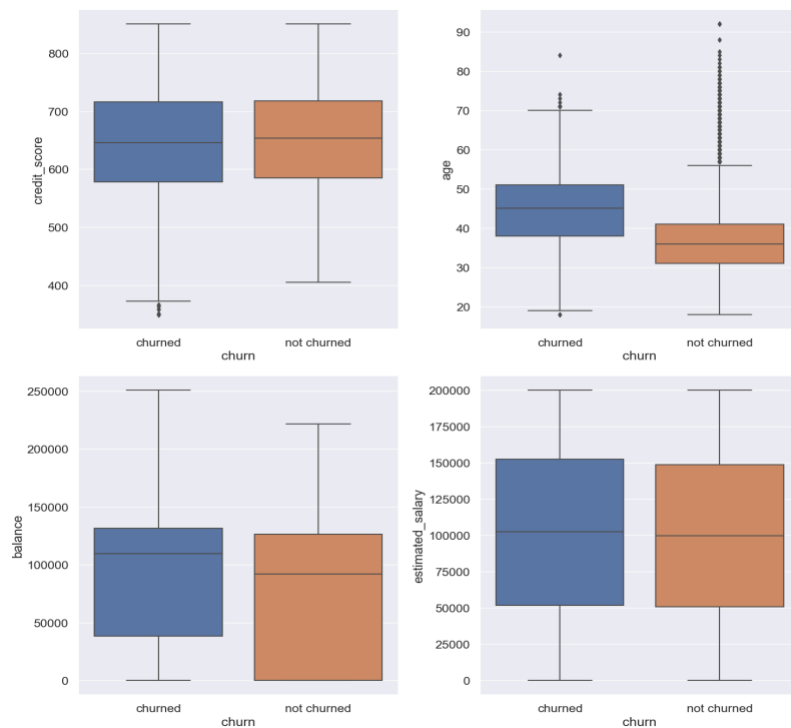 credit_score
800
700
600
500
400
churned not churned
churn
age
90
80
70
60
50
40
30
20
churned not churned
churn
balance
250000
200000
150000
100000
50000
0
churned not churned
churn
estimated_salary
200000
175000
150000
125000
100000
75000
50000
25000
0
churned not churned
churn